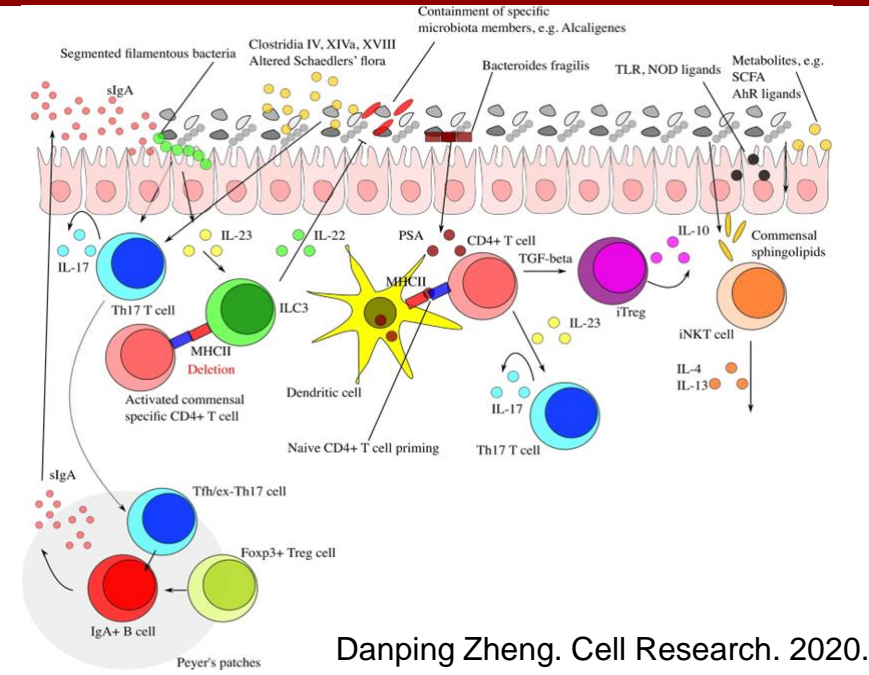 Containment of specific
microbiota members, e.g. Alcaligenes
Segmented filamentous bacteria
Clostridia IV, XIVa, XVIII
Altered Schaedlers' flora
Bacteroides fragilis
TLR, NOD ligands
Metabolites, e.g.
SCFA
AhR ligands
sIgA
IL-17
Th17 T cell
IL-23
IL-22
ILC3
MHCII
Deletion
Activated commensal
specific CD4+ T cell
PSA
MHCII
CD4+ T cell
TGF-beta
iTreg
IL-10
Commensal
sphingolipids
iNKT cell
IL-4
IL-13
Dendritic cell
IL-23
IL-17
Th17 T cell
Naive CD4+ T cell priming
sIgA
Tfh/ex-Th17 cell
Foxp3+ Treg cell
IgA+ B cell
Peyer's patches
Danping Zheng. Cell Research. 2020.